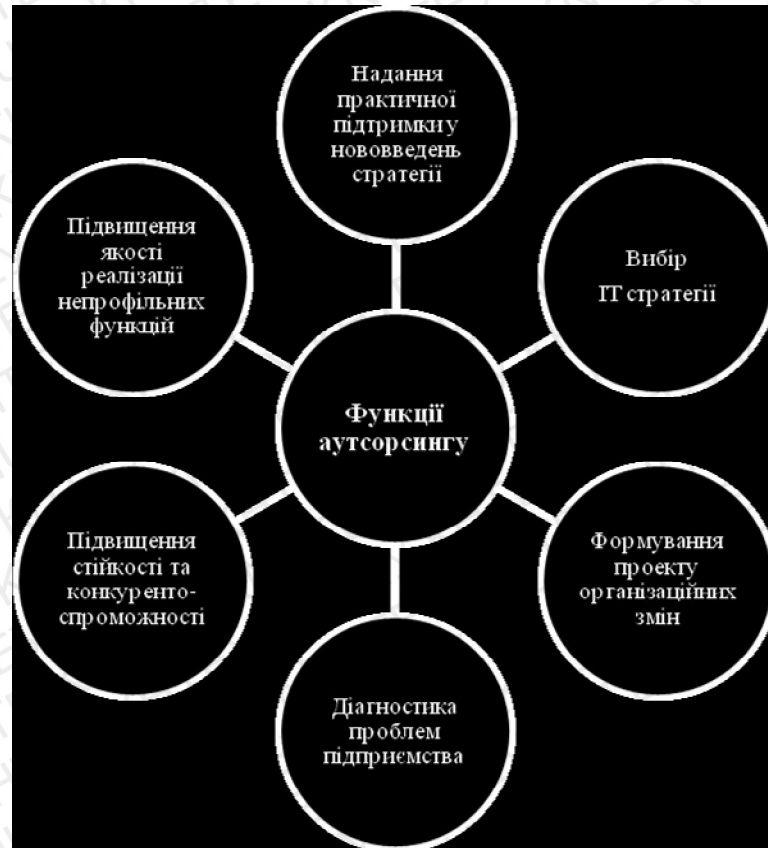 Надання
практичної
підтримки у
нововведень
стратегії
Вибір
ІТ стратегії
Формування
проекту
організаційних
змін
Діагностика
проблем
підприємства
Підвищення
стійкості та
конкуренто-
спроможності
Підвищення
якості
реалізації
непрофільних
функцій
Функції
аутсорсингу